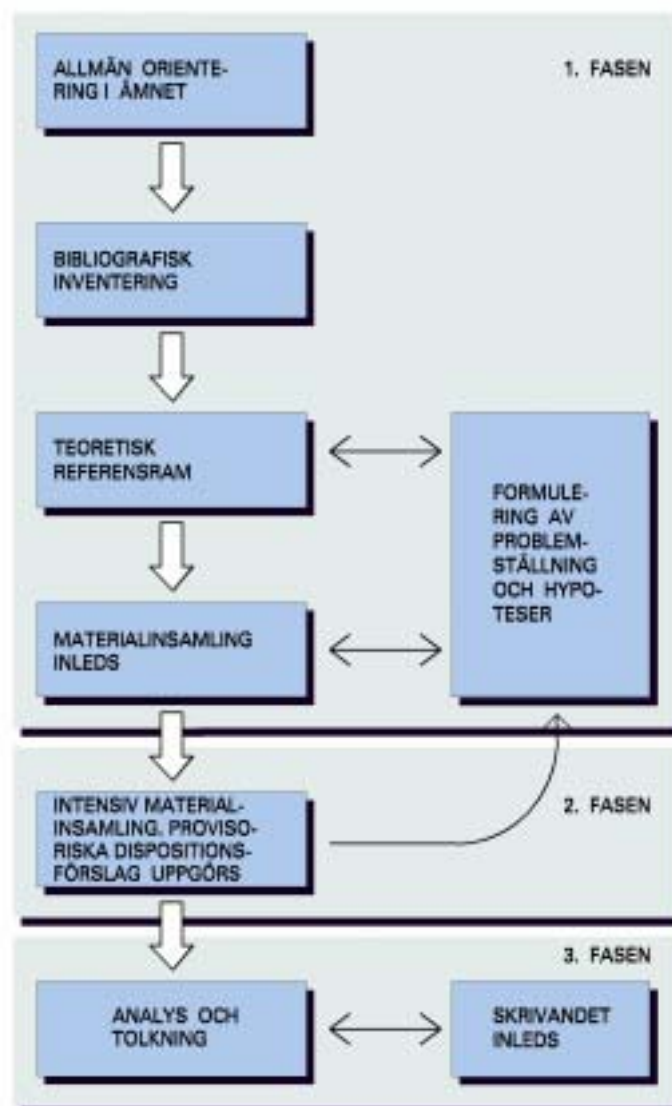 ALLMÄN ORIENTE-
RING I ÄMNET
1. FASEN
BIBLIOGRAFISK
INVENTERING
TEORETISK
REFERENSRAM
FORMULE-
RING AV
PROBLEM-
STÄLLNING
OCH HYPO-
TESER
MATERIALINSAMLING
INLEDS
INTENSIV MATERIAL-
INSAMLING. PROVISO-
RISKA DISPOSITIONS-
FÖRSLAG UPPGÖRS
2. FASEN
3. FASEN
ANALYS OCH
TOLKNING
SKRIVANDET
INLEDS